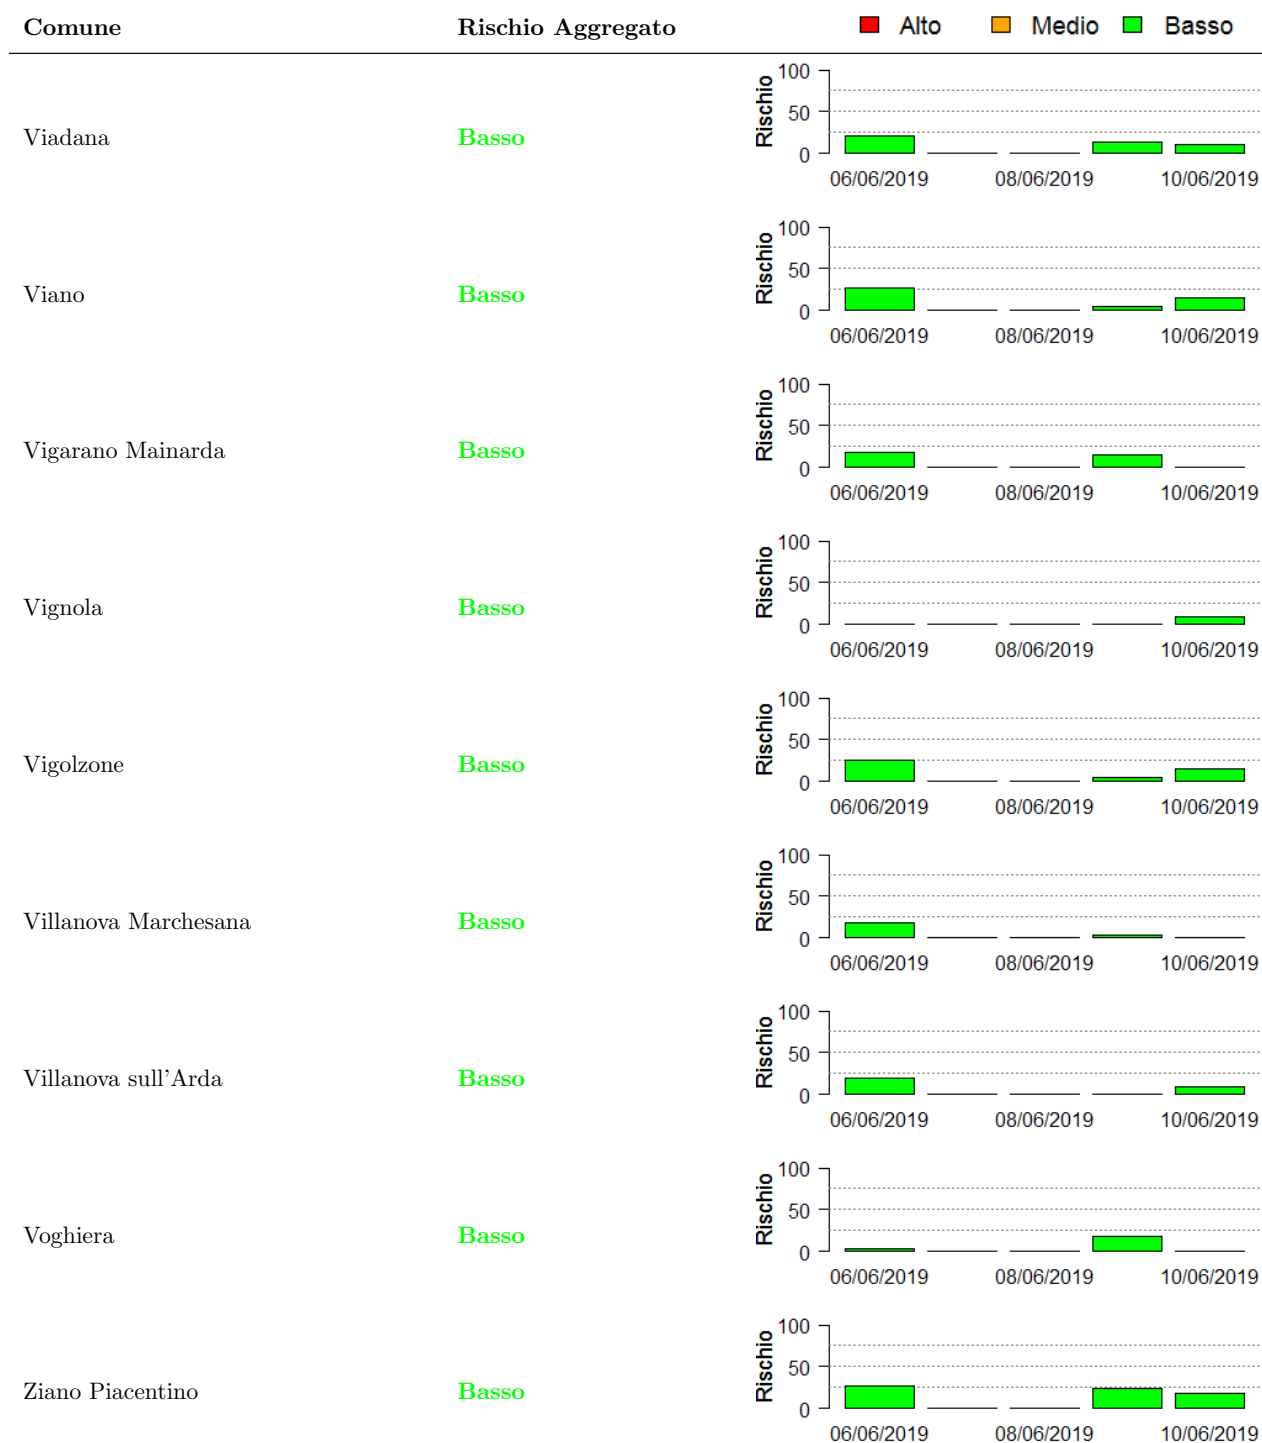 Comune Rischio Aggregato Alto Medio Basso
Viadana Basso Rischio 100 50 0
06/06/2019 08/06/2019 10/06/2019
Viano Basso Rischio 100 50 0
06/06/2019 08/06/2019 10/06/2019
Vigarano Mainarda Basso Rischio 100 50 0
06/06/2019 08/06/2019 10/06/2019
Vignola Basso Rischio 100 50 0
06/06/2019 08/06/2019 10/06/2019
Vigolzone Basso Rischio 100 50 0
06/06/2019 08/06/2019 10/06/2019
Villanova Marchesana Basso Rischio 100 50 0
06/06/2019 08/06/2019 10/06/2019
Villanova sull'Arda Basso Rischio 100 50 0
06/06/2019 08/06/2019 10/06/2019
Voghiera Basso Rischio 100 50 0
06/06/2019 08/06/2019 10/06/2019
Ziano Piacentino Basso Rischio 100 50 0
06/06/2019 08/06/2019 10/06/2019